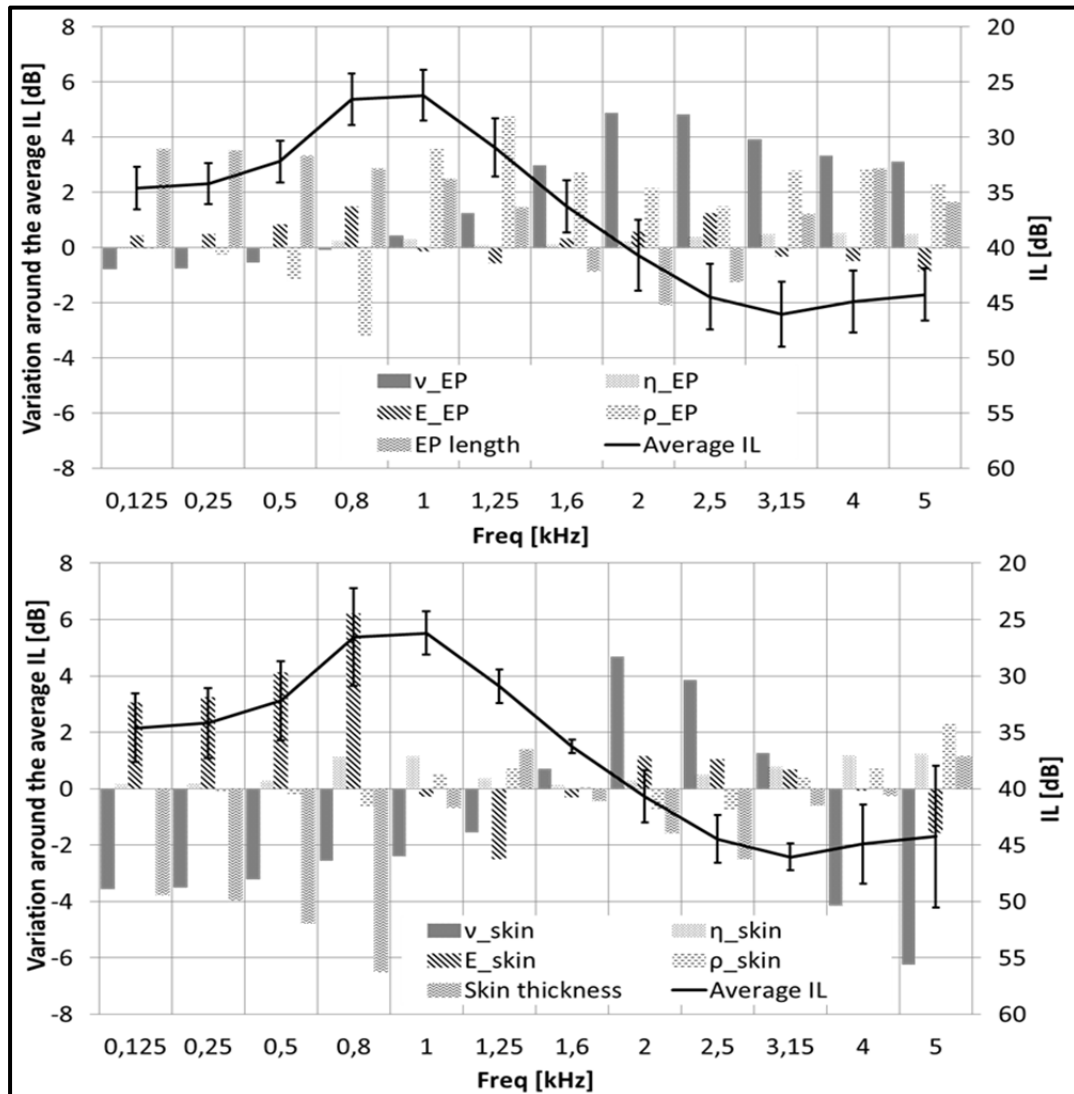 Variation around the average IL [dB]
8
6
4
2
0
-2
-4
-6
-8
20
25
30
35
40
45
50
55
60
IL [dB]
ν_EP η_EP
E_EP ρ_EP
EP length Average IL
0,125 0,25 0,5 0,8 1 1,25 1,6 2 2,5 3,15 4 5
Freq [kHz]
Variation around the average IL [dB]
8
6
4
2
0
-2
-4
-6
-8
20
25
30
35
40
45
50
55
60
IL [dB]
ν_skin η_skin
E_skin ρ_skin
Skin thickness Average IL
0,125 0,25 0,5 0,8 1 1,25 1,6 2 2,5 3,15 4 5
Freq [kHz]